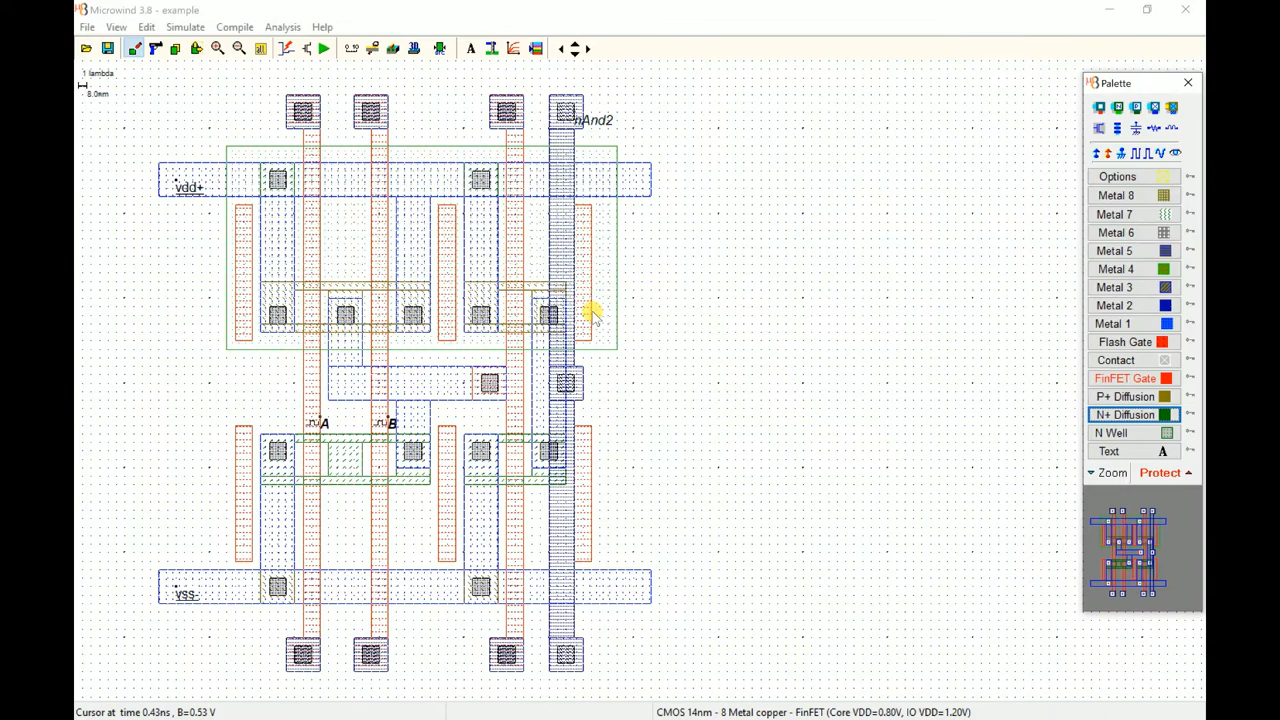 Microwind 3.8 - example
File View Edit Simulate Compile Analysis Help
1 lambda
8.0nm
nAnd2
vdd+
A
B
vss-
Palette
Options
Metal 8
Metal 7
Metal 6
Metal 5
Metal 4
Metal 3
Metal 2
Metal 1
Flash Gate
Contact
FinFET Gate
P+ Diffusion
N+ Diffusion
N Well
Text A
Zoom Protect
Cursor at time 0.43ns, B=0.53 V
CMOS 14nm - 8 Metal copper - FinFET (Core VDD=0.80V, IO VDD=1.20V)